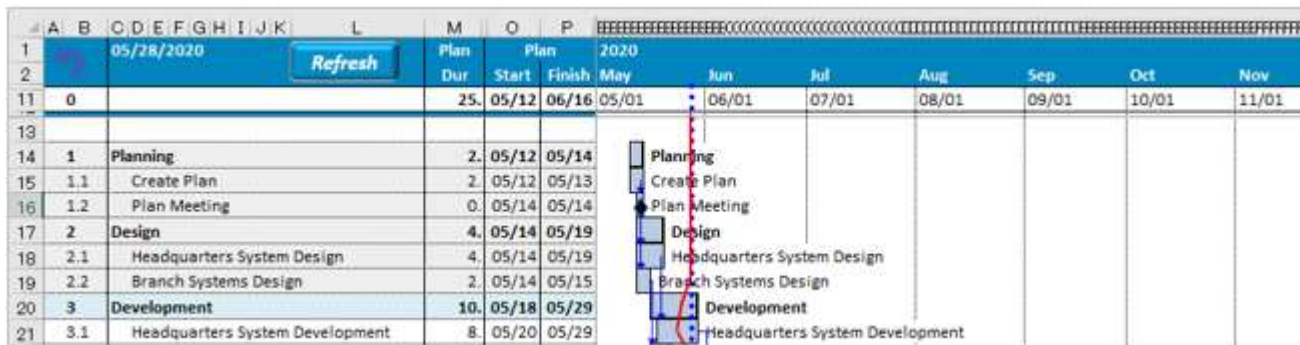 A B C D E F G H I J K L M O P
1 05/28/2020 Refresh Plan Plan 2020
2 Dur Start Finish May Jun Jul Aug Sep Oct Nov
11 0 25. 05/12 06/16 05/01 06/01 07/01 08/01 09/01 10/01 11/01
13
14 1 Planning 2. 05/12 05/14 Planning
15 1.1 Create Plan 2. 05/12 05/13 Create Plan
16 1.2 Plan Meeting 0. 05/14 05/14 Plan Meeting
17 2 Design 4. 05/14 05/19 Design
18 2.1 Headquarters System Design 4. 05/14 05/19 Headquarters System Design
19 2.2 Branch Systems Design 2. 05/14 05/15 Branch Systems Design
20 3 Development 10. 05/18 05/29 Development
21 3.1 Headquarters System Development 8. 05/20 05/29 Headquarters System Development